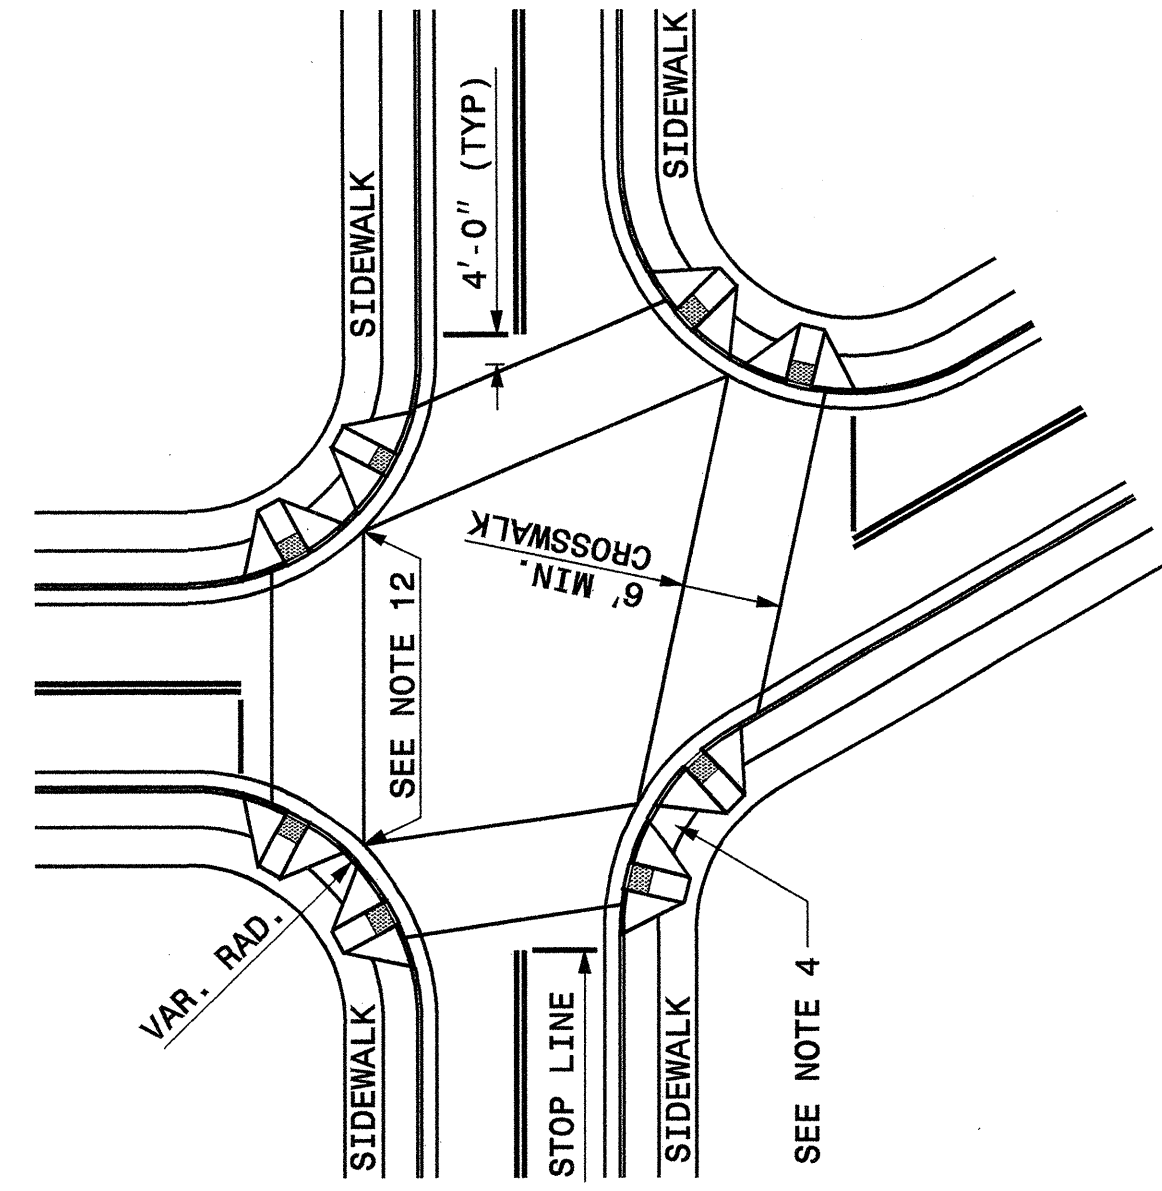 SIDEWALK
SIDEWALK
4'-0" (TYP)
6' MIN.
CROSSWALK
SEE NOTE 12
VAR. RAD.
SIDEWALK
STOP LINE
SIDEWALK
SEE NOTE 4